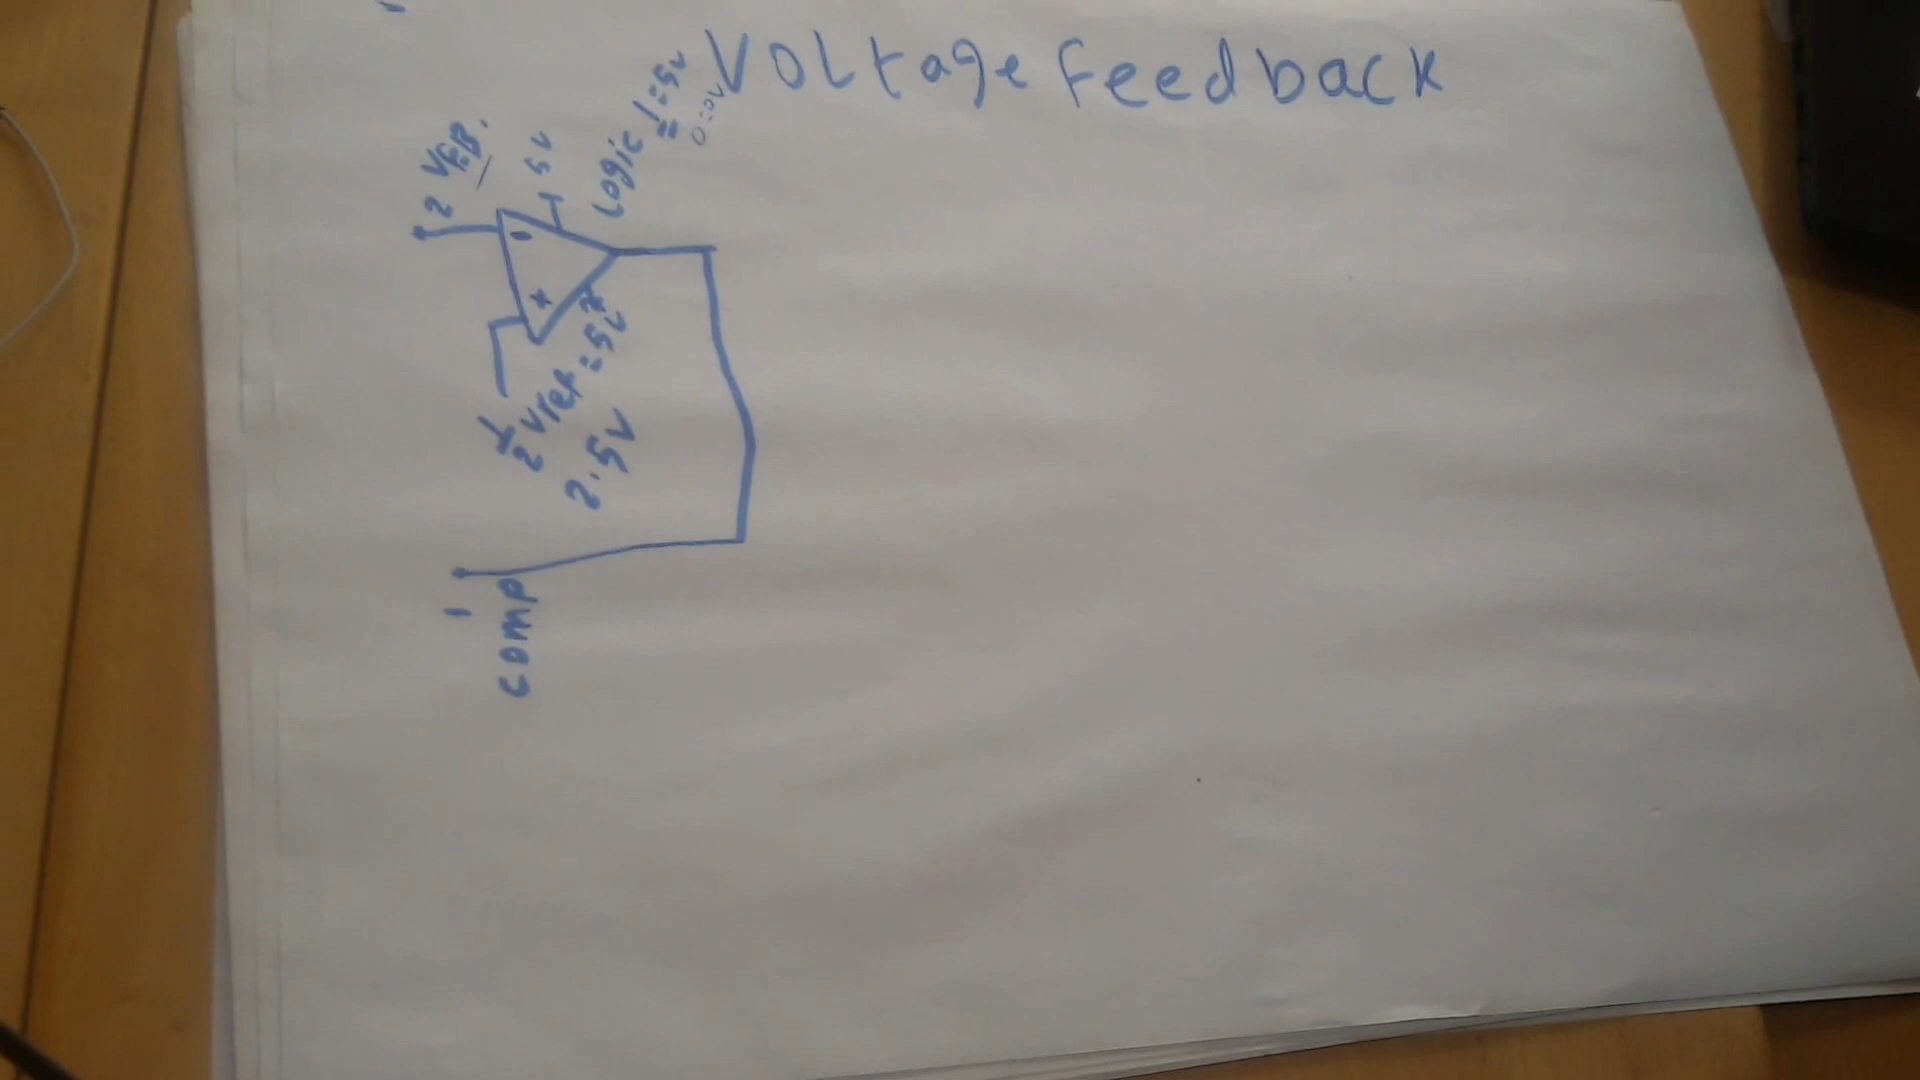 Voltage Feedback
Logic 1=5V
0=0V
2 VFB.
5V
-
+
1/2 Vref =5V
2.5V
1
COMP